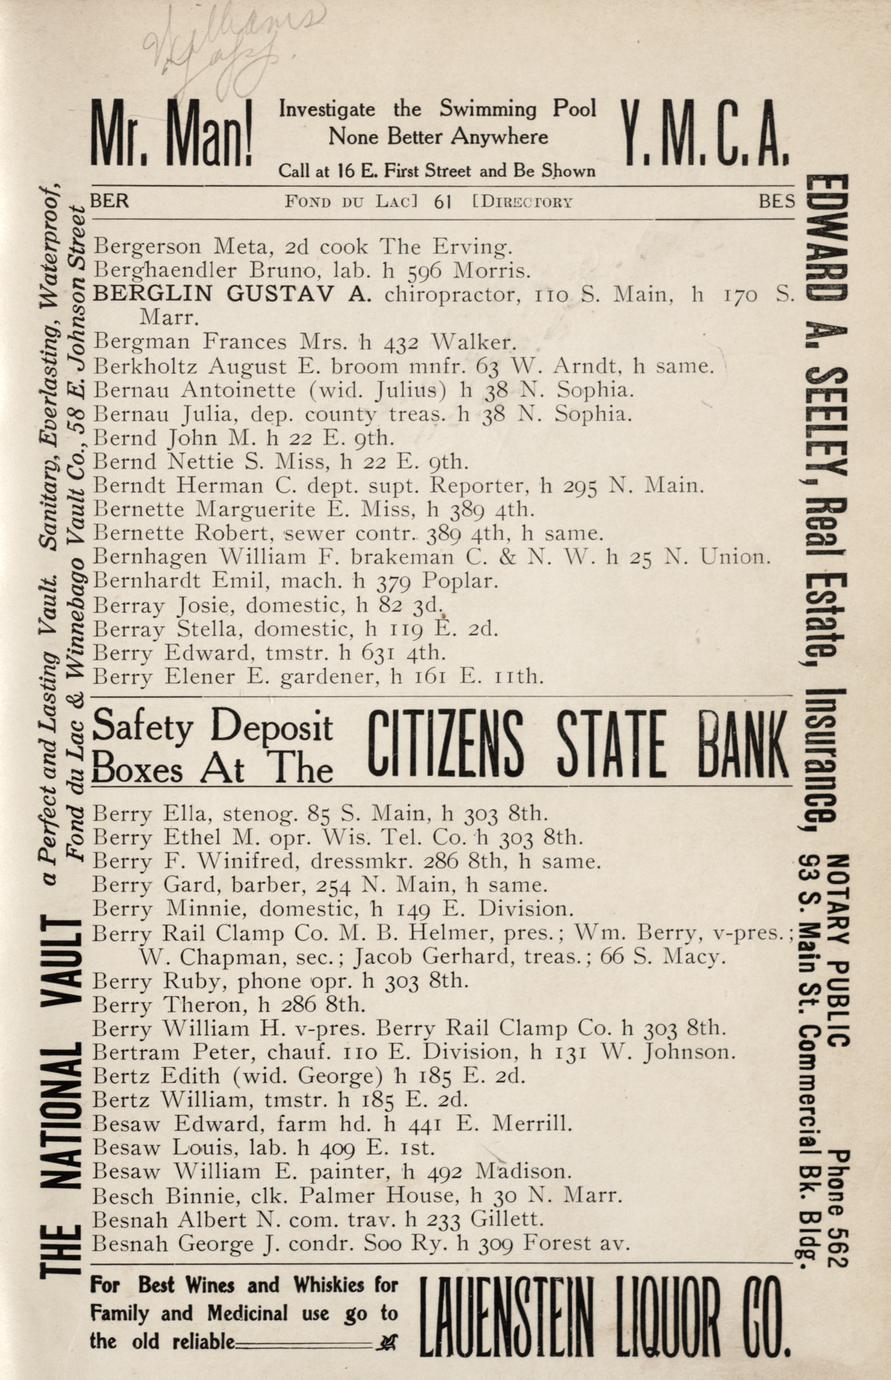 Williams
Mr. Man!
Investigate the Swimming Pool
None Better Anywhere
Call at 16 E. First Street and Be Shown
Y. M. C. A.
BER FOND DU LAC] 61 [DIRECTORY BES
Bergerson Meta, 2d cook The Erving.
Berghaendler Bruno, lab. h 596 Morris.
BERGLIN GUSTAV A. chiropractor, 110 S. Main, h 170 S.
Marr.
Bergman Frances Mrs. h 432 Walker.
Berkholtz August E. broom mnfr. 63 W. Arndt, h same.
Bernau Antoinette (wid. Julius) h 38 N. Sophia.
Bernau Julia, dep. county treas. h 38 N. Sophia.
Bernd John M. h 22 E. 9th.
Bernd Nettie S. Miss, h 22 E. 9th.
Berndt Herman C. dept. supt. Reporter, h 295 N. Main.
Bernette Marguerite E. Miss, h 389 4th.
Bernette Robert, sewer contr. 389 4th, h same.
Bernhagen William F. brakeman C. & N. W. h 25 N. Union.
Bernhardt Emil, mach. h 379 Poplar.
Berray Josie, domestic, h 82 3d.
Berray Stella, domestic, h 119 E. 2d.
Berry Edward, tmstr. h 631 4th.
Berry Elener E. gardener, h 161 E. 11th.
Safety Deposit
Boxes At The
CITIZENS STATE BANK
Berry Ella, stenog. 85 S. Main, h 303 8th.
Berry Ethel M. opr. Wis. Tel. Co. h 303 8th.
Berry F. Winifred, dressmkr. 286 8th, h same.
Berry Gard, barber, 254 N. Main, h same.
Berry Minnie, domestic, h 149 E. Division.
Berry Rail Clamp Co. M. B. Helmer, pres.; Wm. Berry, v-pres.;
W. Chapman, sec.; Jacob Gerhard, treas.; 66 S. Macy.
Berry Ruby, phone opr. h 303 8th.
Berry Theron, h 286 8th.
Berry William H. v-pres. Berry Rail Clamp Co. h 303 8th.
Bertram Peter, chauf. 110 E. Division, h 131 W. Johnson.
Bertz Edith (wid. George) h 185 E. 2d.
Bertz William, tmstr. h 185 E. 2d.
Besaw Edward, farm hd. h 441 E. Merrill.
Besaw Louis, lab. h 409 E. 1st.
Besaw William E. painter, h 492 Madison.
Besch Binnie, clk. Palmer House, h 30 N. Marr.
Besnah Albert N. com. trav. h 233 Gillett.
Besnah George J. condr. Soo Ry. h 309 Forest av.
For Best Wines and Whiskies for
Family and Medicinal use go to
the old reliable
LAUENSTEIN LIQUOR CO.
THE NATIONAL VAULT
a Perfect and Lasting Vault. Sanitary, Everlasting, Waterproof,
Fond du Lac & Winnebago Vault Co., 58 E. Johnson Street
EDWARD A. SEELEY, Real Estate, Insurance,
NOTARY PUBLIC Phone 562
93 S. Main St. Commercial Bk. Bldg.